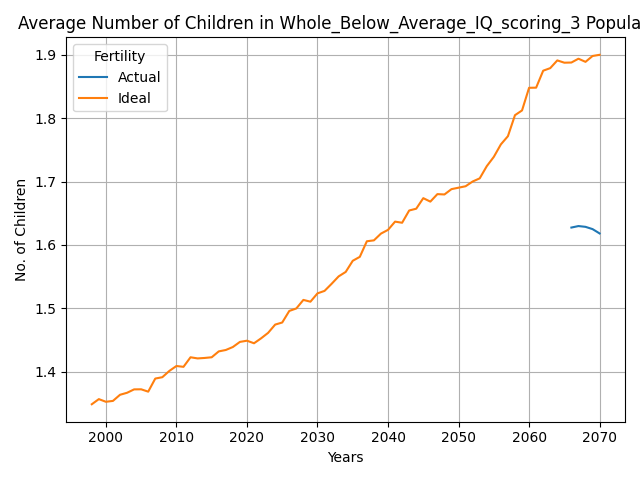 Average Number of Children in Whole_Below_Average_IQ_scoring_3 Popula
Fertility
Actual
Ideal
No. of Children
1.9
1.8
1.7
1.6
1.5
1.4
2000 2010 2020 2030 2040 2050 2060 2070
Years